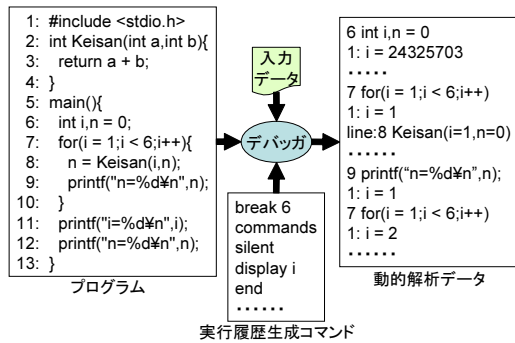 1: #include <stdio.h>
2: int Keisan(int a,int b){
3: return a + b;
4: }
5: main(){
6: int i,n = 0;
7: for(i = 1;i < 6;i++){
8: n = Keisan(i,n);
9: printf("n=%d¥n",n);
10: }
11: printf("i=%d¥n",i);
12: printf("n=%d¥n",n);
13: }
プログラム
入力
データ
デバッガ
break 6
commands
silent
display i
end
‥‥‥
実行履歴生成コマンド
6 int i,n = 0
1: i = 24325703
・・・・・
7 for(i = 1;i < 6;i++)
1: i = 1
line:8 Keisan(i=1,n=0)
‥‥‥
9 printf(“n=%d¥n”,n);
1: i = 1
7 for(i = 1;i < 6;i++)
1: i = 2
・・・・・
動的解析データ